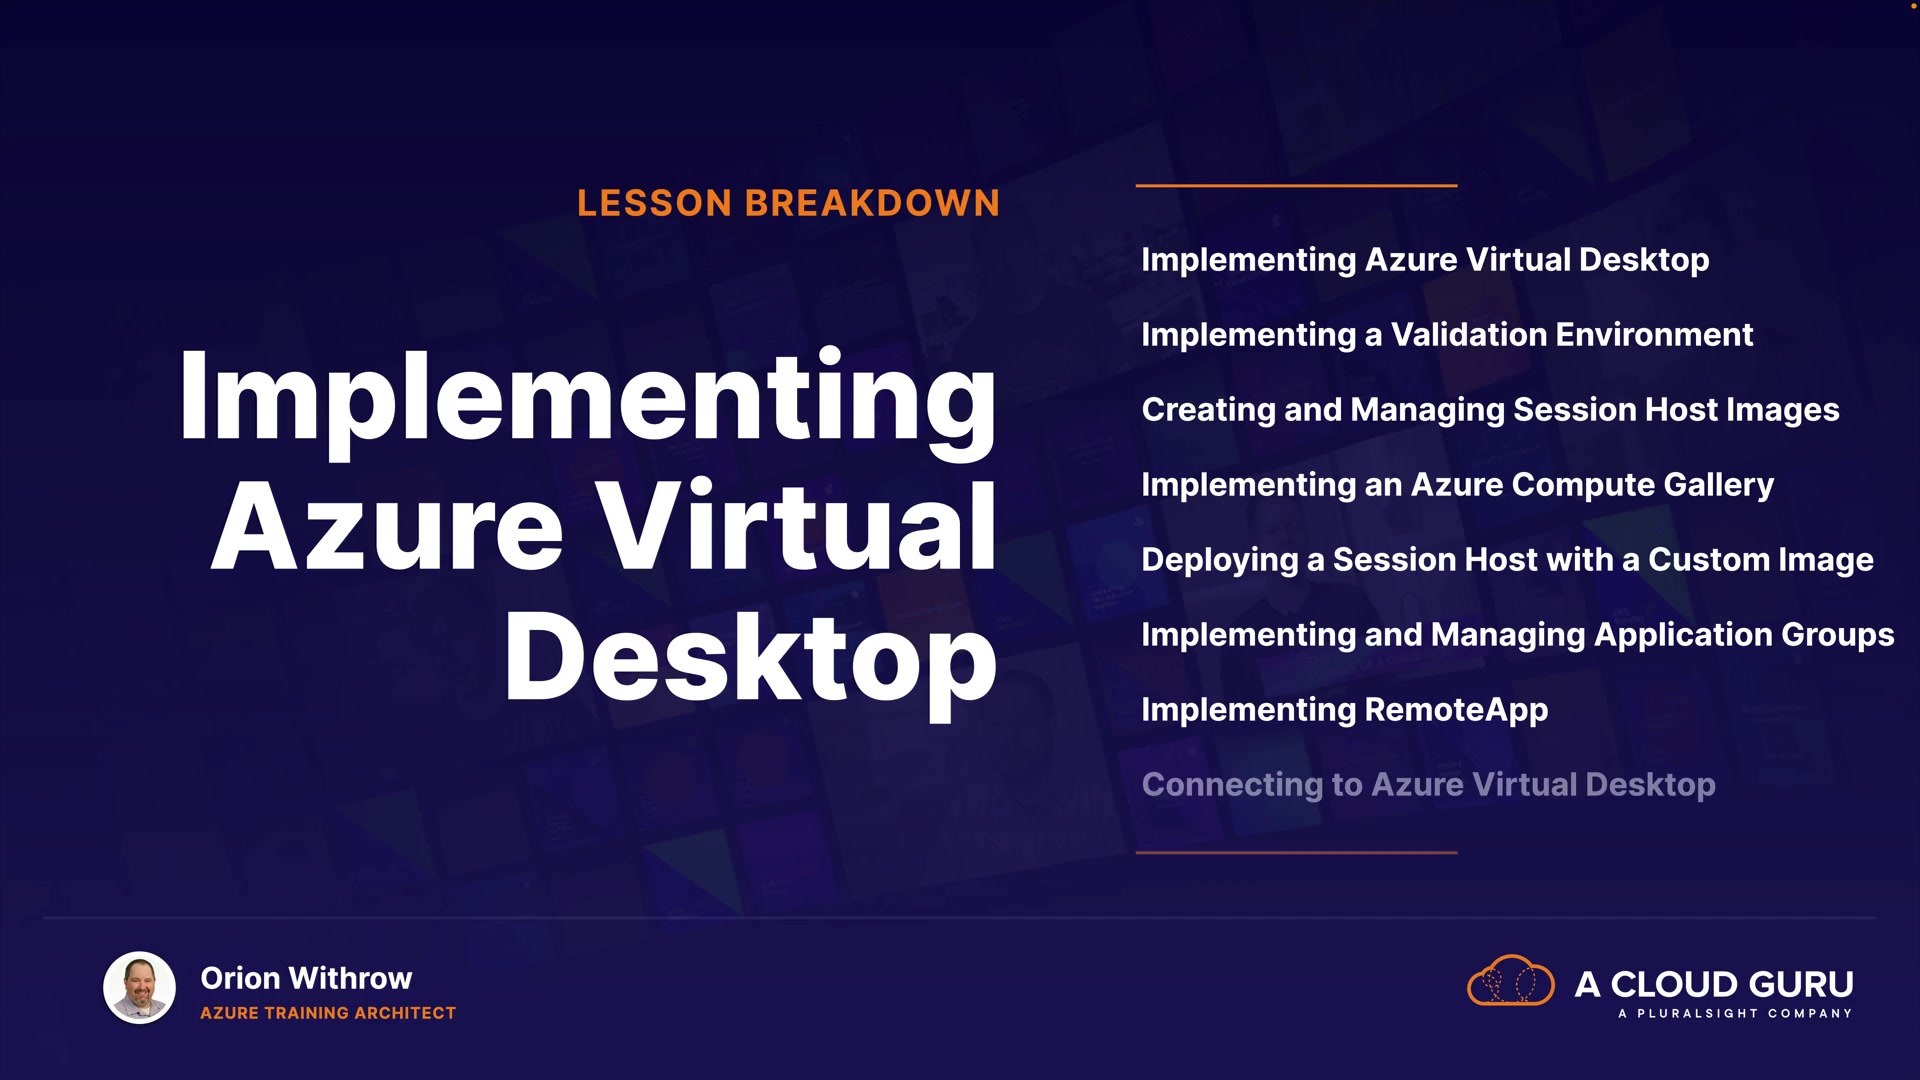 LESSON BREAKDOWN
Implementing
Azure Virtual
Desktop
Implementing Azure Virtual Desktop
Implementing a Validation Environment
Creating and Managing Session Host Images
Implementing an Azure Compute Gallery
Deploying a Session Host with a Custom Image
Implementing and Managing Application Groups
Implementing RemoteApp
Connecting to Azure Virtual Desktop
Orion Withrow
AZURE TRAINING ARCHITECT
A CLOUD GURU
A PLURALSIGHT COMPANY